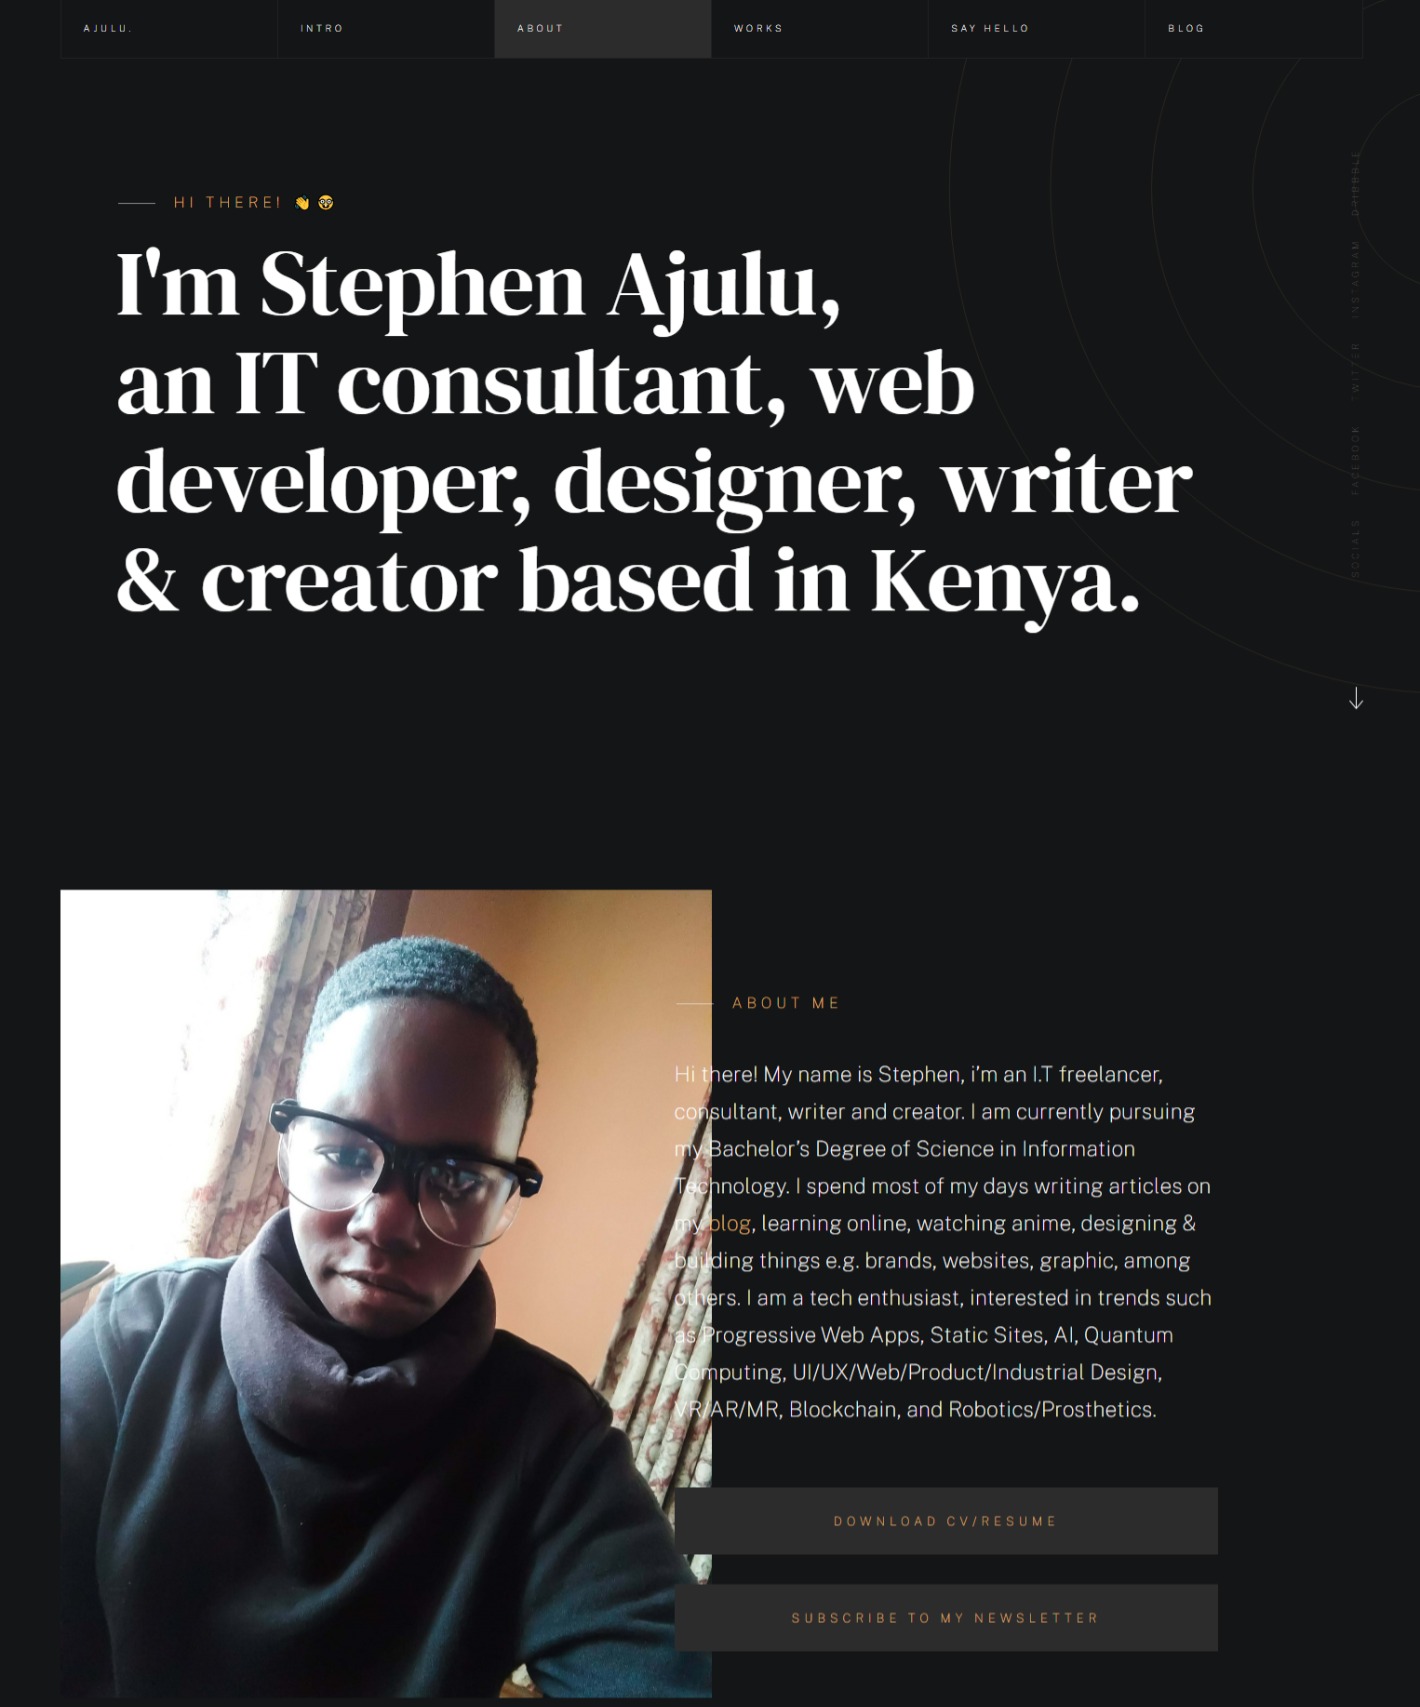 AJULU.
INTRO
ABOUT
WORKS
SAY HELLO
BLOG
HI THERE! 👋 🤓
I'm Stephen Ajulu,
an IT consultant, web
developer, designer, writer
& creator based in Kenya.
SOCIALS
FACEBOOK
TWITTER
INSTAGRAM
DRIBBBLE
ABOUT ME
Hi there! My name is Stephen, i’m an I.T freelancer,
consultant, writer and creator. I am currently pursuing
my Bachelor’s Degree of Science in Information
Technology. I spend most of my days writing articles on
my blog, learning online, watching anime, designing &
building things e.g. brands, websites, graphic, among
others. I am a tech enthusiast, interested in trends such
as Progressive Web Apps, Static Sites, AI, Quantum
Computing, UI/UX/Web/Product/Industrial Design,
VR/AR/MR, Blockchain, and Robotics/Prosthetics.
DOWNLOAD CV/RESUME
SUBSCRIBE TO MY NEWSLETTER